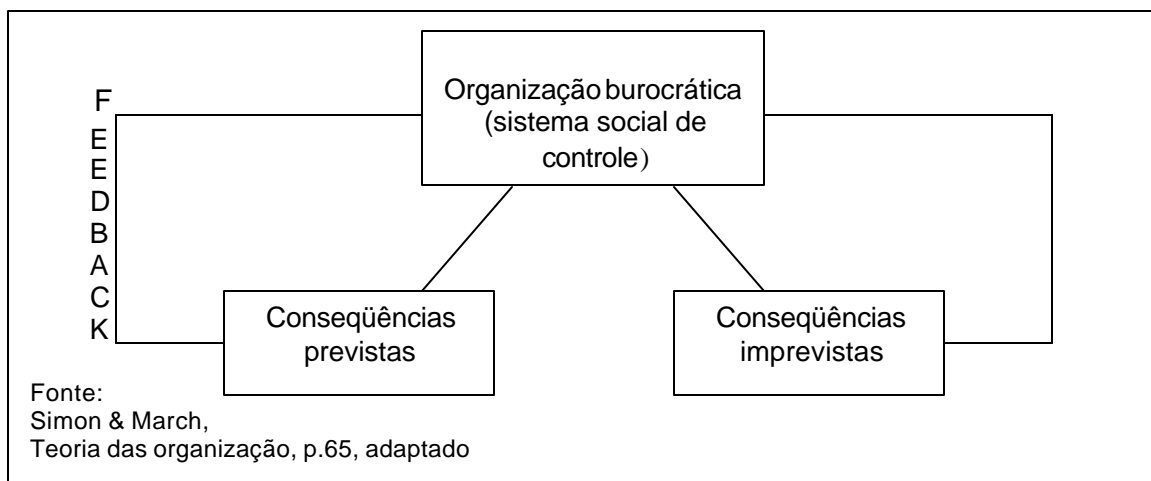 Organização burocrática
(sistema social de
controle)
F
E
E
D
B
A
C
K
Conseqüências
previstas
Conseqüências
imprevistas
Fonte:
Simon & March,
Teoria das organização, p.65, adaptado